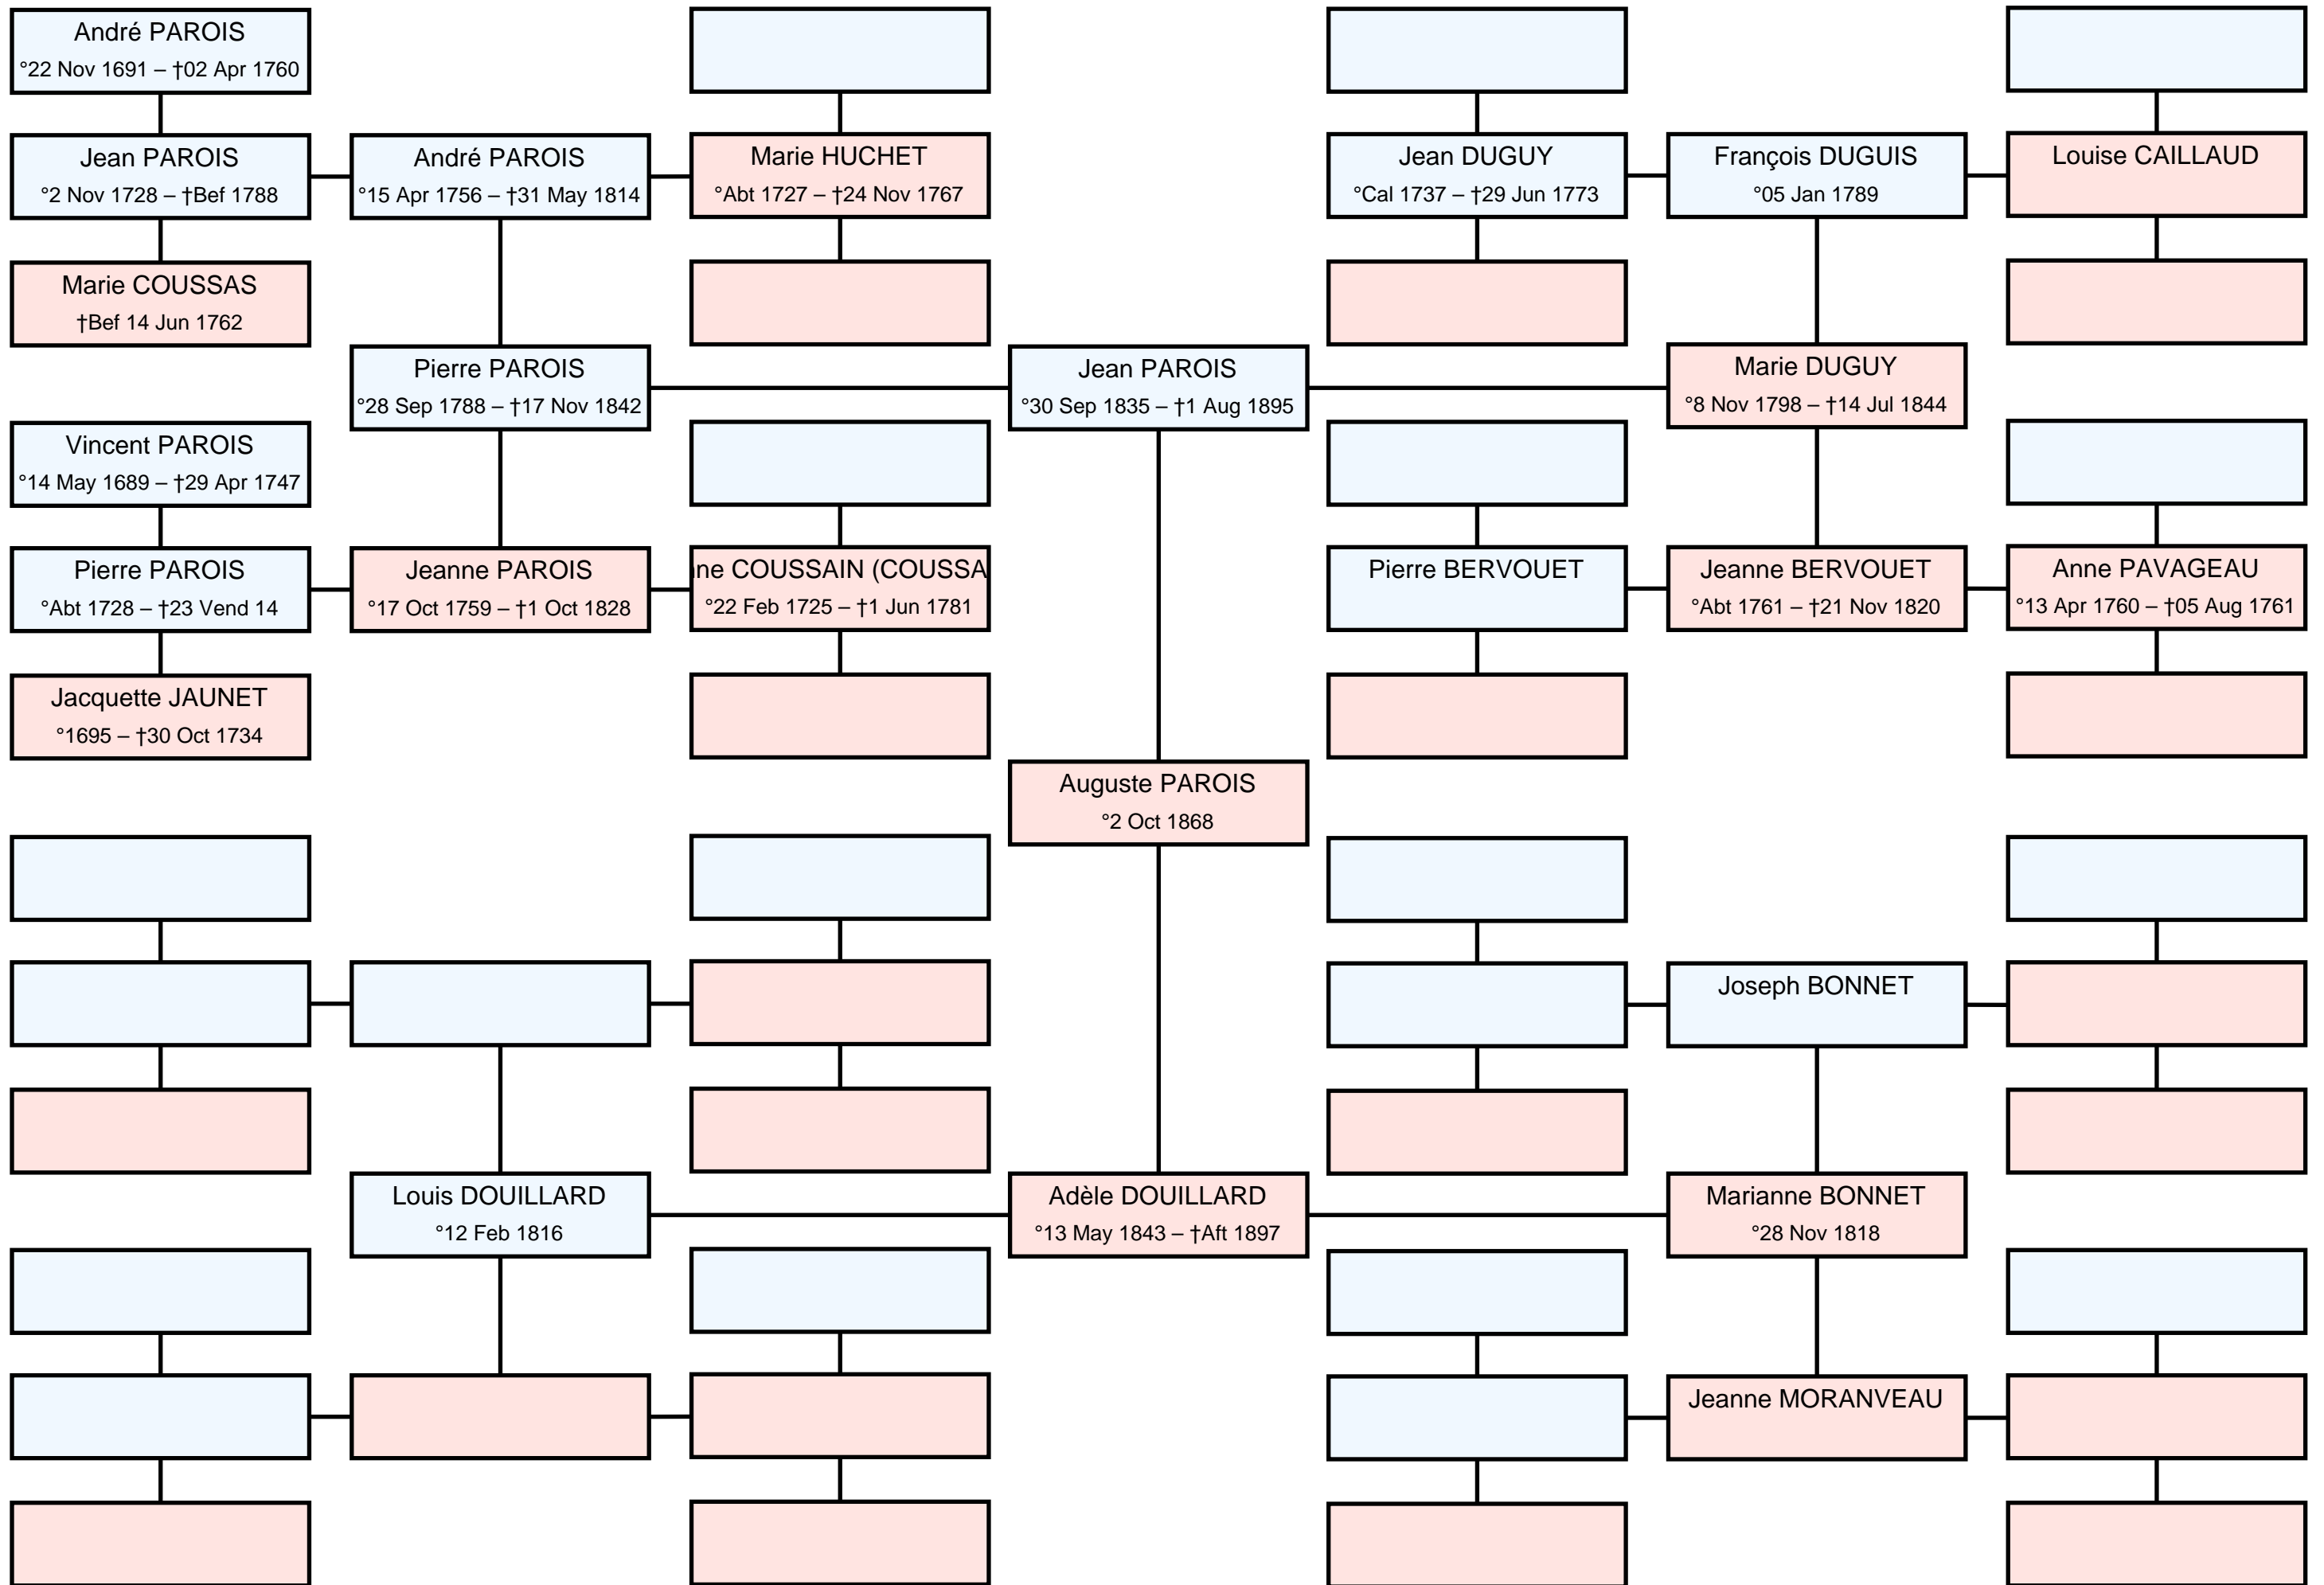 André PAROIS
°22 Nov 1691 – †02 Apr 1760
Jean PAROIS
°2 Nov 1728 – †Bef 1788
André PAROIS
°15 Apr 1756 – †31 May 1814
Marie HUCHET
°Abt 1727 – †24 Nov 1767
Jean DUGUY
°Cal 1737 – †29 Jun 1773
François DUGUIS
°05 Jan 1789
Louise CAILLAUD
Marie COUSSAS
†Bef 14 Jun 1762
Pierre PAROIS
°28 Sep 1788 – †17 Nov 1842
Jean PAROIS
°30 Sep 1835 – †1 Aug 1895
Marie DUGUY
°8 Nov 1798 – †14 Jul 1844
Vincent PAROIS
°14 May 1689 – †29 Apr 1747
Pierre PAROIS
°Abt 1728 – †23 Vend 14
Jeanne PAROIS
°17 Oct 1759 – †1 Oct 1828
ne COUSSAIN (COUSSA
°22 Feb 1725 – †1 Jun 1781
Pierre BERVOUET
Jeanne BERVOUET
°Abt 1761 – †21 Nov 1820
Anne PAVAGEAU
°13 Apr 1760 – †05 Aug 1761
Jacquette JAUNET
°1695 – †30 Oct 1734
Auguste PAROIS
°2 Oct 1868
Joseph BONNET
Louis DOUILLARD
°12 Feb 1816
Adèle DOUILLARD
°13 May 1843 – †Aft 1897
Marianne BONNET
°28 Nov 1818
Jeanne MORANVEAU